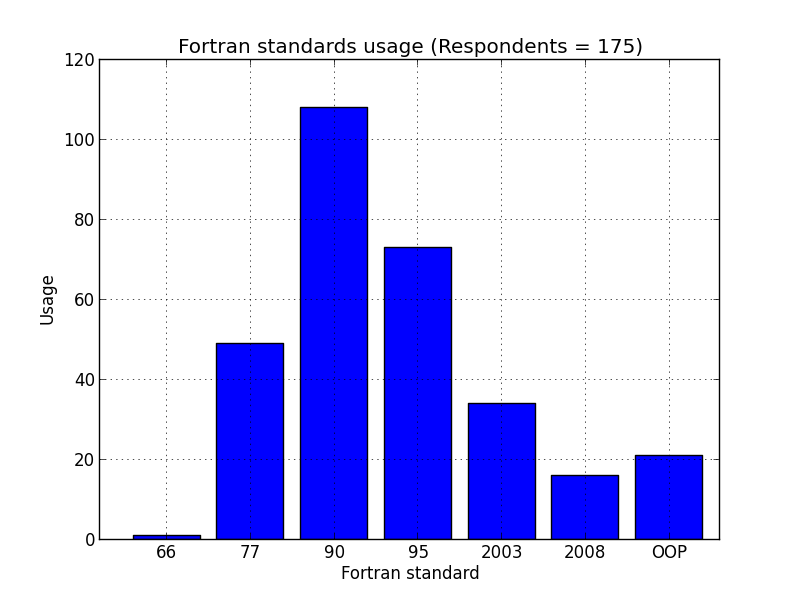 Fortran standards usage (Respondents = 175)
120
100
80
60
40
20
0
Usage
66 77 90 95 2003 2008 OOP
Fortran standard